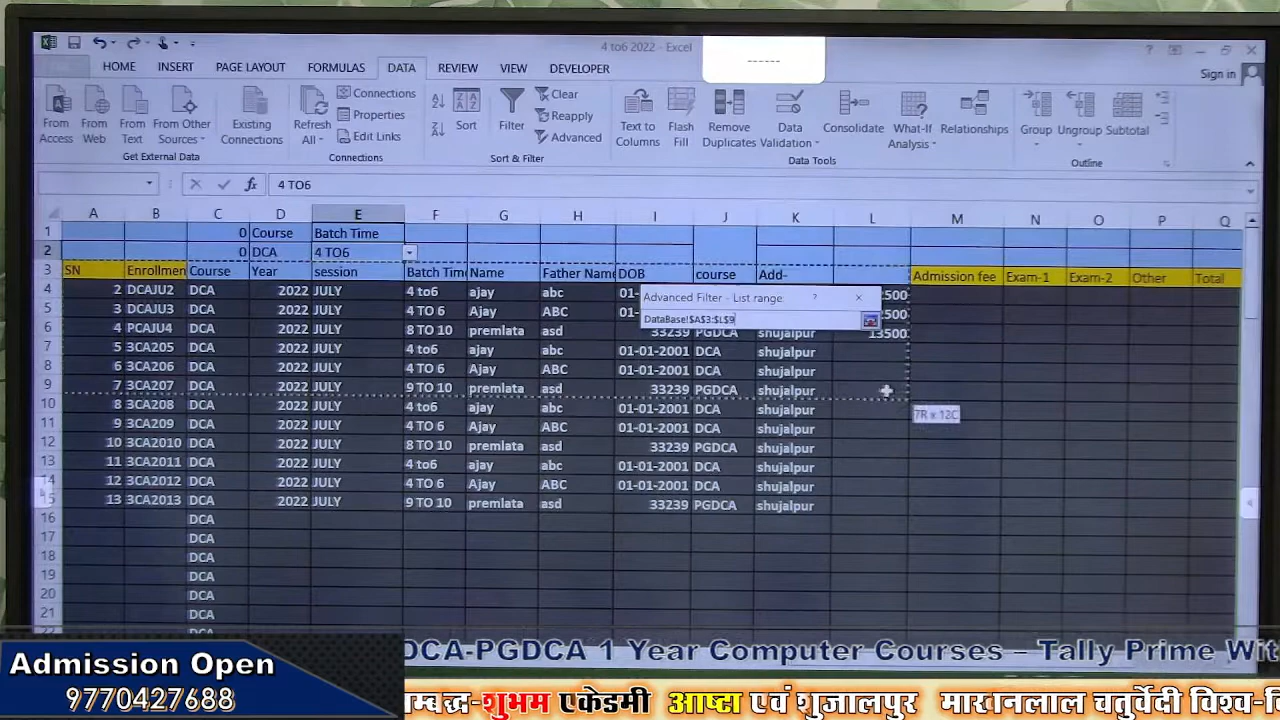 4 to6 2022 - Excel
------
? 
HOME INSERT PAGE LAYOUT FORMULAS DATA REVIEW VIEW DEVELOPER
Sign in
From Access
From Web
From Text
From Other Sources
Existing Connections
Refresh All
Connections
Properties
Edit Links
Sort
Filter
Clear
Reapply
Advanced
Text to Columns
Flash Fill
Remove Duplicates
Data Validation
Consolidate
What-If Analysis
Relationships
Group
Ungroup
Subtotal
Get External Data
Connections
Sort & Filter
Data Tools
Outline
fx 4 TO6
A B C D E F G H I J K L M N O P Q
1 0 Course Batch Time
2 0 DCA 4 TO6
3 SN Enrollmen Course Year session Batch Time Name Father Name DOB course Add- Admission fee Exam-1 Exam-2 Other Total
4 2 DCAJU2 DCA 2022 JULY 4 to6 ajay abc 01- 2500
Advanced Filter - List range ? ×
5 3 DCAJU3 DCA 2022 JULY 4 TO 6 Ajay ABC 01- 2500
DataBase!$A$3:$L$9
6 4 PCAJU4 DCA 2022 JULY 8 TO 10 premlata asd 33239 PGDCA shujalpur 13500
7 5 3CA205 DCA 2022 JULY 4 to6 ajay abc 01-01-2001 DCA shujalpur
8 6 3CA206 DCA 2022 JULY 4 TO 6 Ajay ABC 01-01-2001 DCA shujalpur
9 7 3CA207 DCA 2022 JULY 9 TO 10 premlata asd 33239 PGDCA shujalpur
10 8 3CA208 DCA 2022 JULY 4 to6 ajay abc 01-01-2001 DCA shujalpur
7R x 12C
11 9 3CA209 DCA 2022 JULY 4 TO 6 Ajay ABC 01-01-2001 DCA shujalpur
12 10 3CA2010 DCA 2022 JULY 8 TO 10 premlata asd 33239 PGDCA shujalpur
13 11 3CA2011 DCA 2022 JULY 4 to6 ajay abc 01-01-2001 DCA shujalpur
14 12 3CA2012 DCA 2022 JULY 4 TO 6 Ajay ABC 01-01-2001 DCA shujalpur
15 13 3CA2013 DCA 2022 JULY 9 TO 10 premlata asd 33239 PGDCA shujalpur
16 DCA
17 DCA
18 DCA
19 DCA
20 DCA
21 DCA
DCA
DCA-PGDCA 1 Year Computer Courses – Tally Prime Wit
Admission Open
9770427688
म्बद्ध-शुभम एकेडमी आष्टा एवं शुजालपुर माखनलाल चतुर्वेदी विश्व-वि